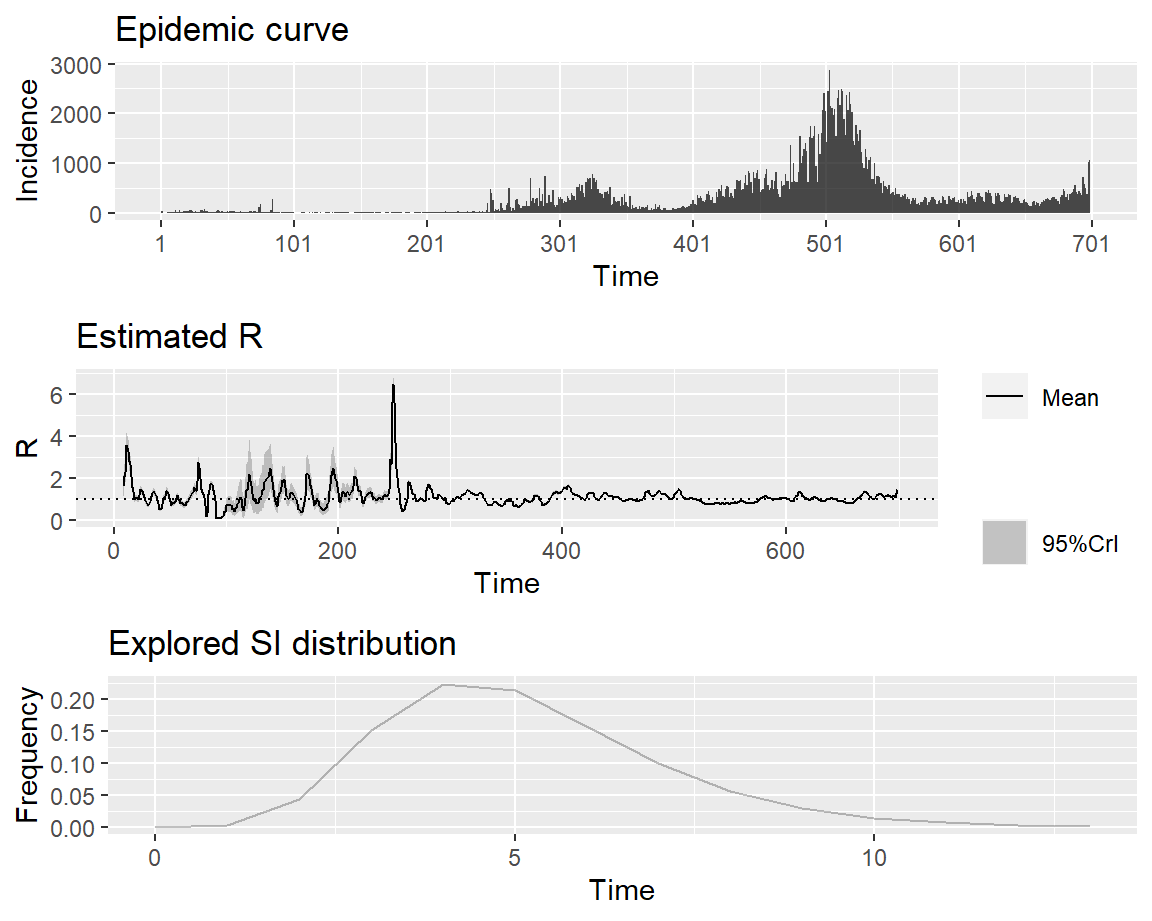 Epidemic curve
3000
2000
1000
0
Incidence
1 101 201 301 401 501 601 701
Time
Estimated R
6
4
2
0
R
0 200 400 600
Time
Mean
95%CrI
Explored SI distribution
0.20
0.15
0.10
0.05
0.00
Frequency
0 5 10
Time